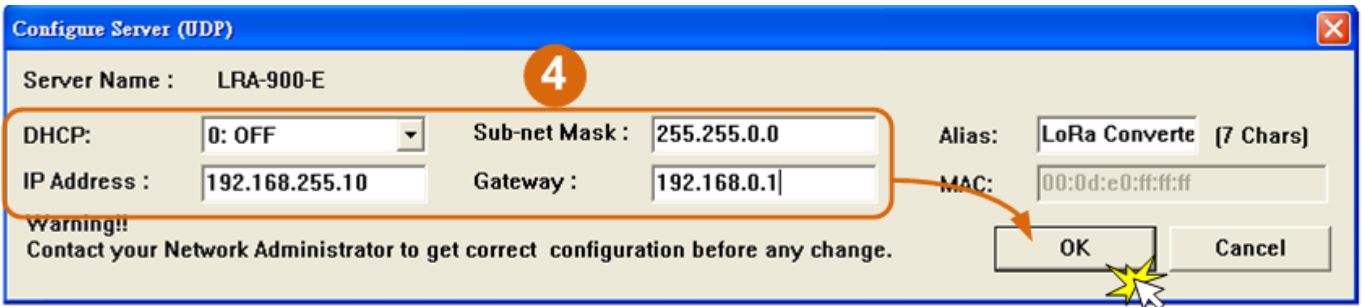 Configure Server (UDP)
Server Name : LRA-900-E
4
DHCP: 0: OFF Sub-net Mask : 255.255.0.0 Alias: LoRa Converte (7 Chars)
IP Address : 192.168.255.10 Gateway : 192.168.0.1 MAC: 00:0d:e0:ff:ff:ff
Warning!!
Contact your Network Administrator to get correct configuration before any change.
OK Cancel